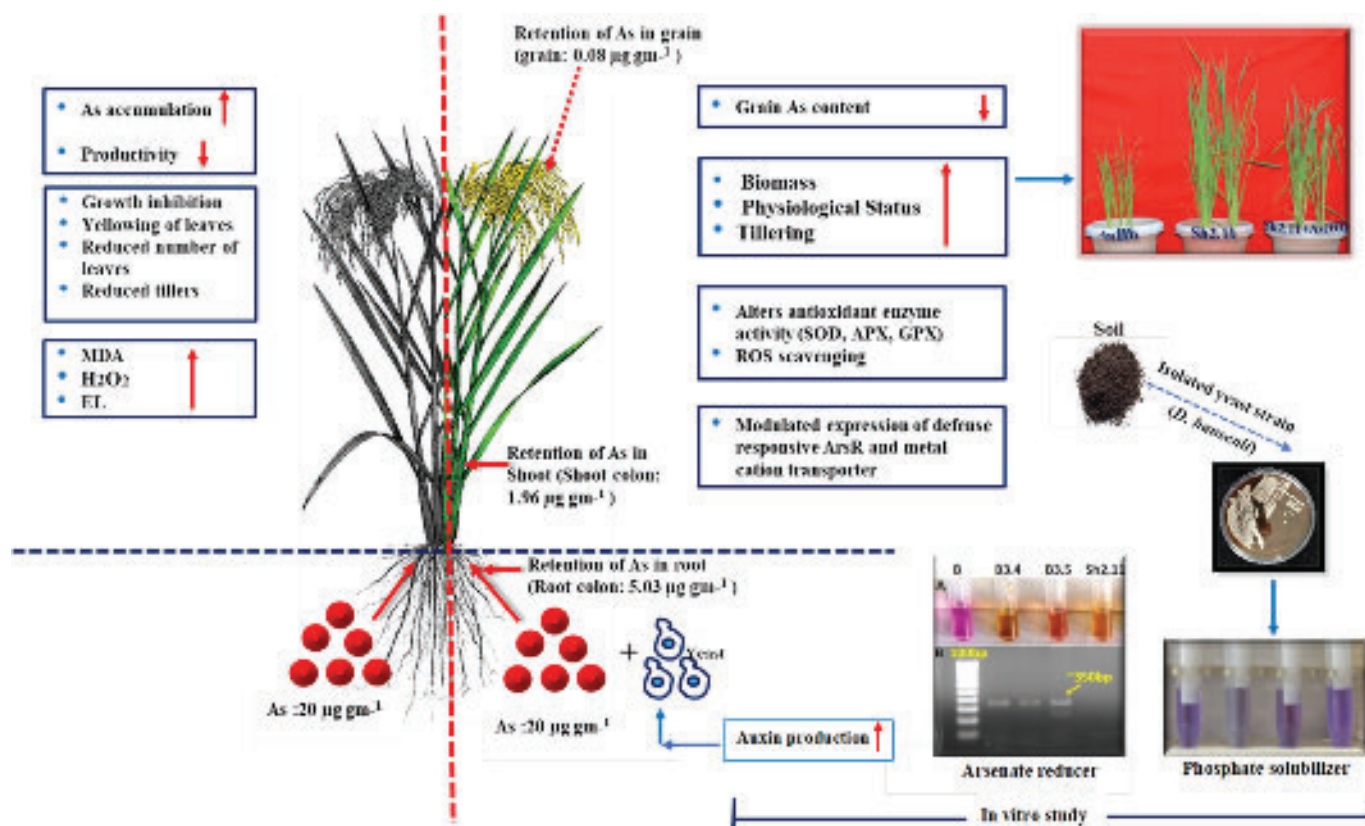 Retention of As in grain
(grain: 0.08 µg gm-1 )
As accumulation
Productivity
Growth inhibition
Yellowing of leaves
Reduced number of
leaves
Reduced tillers
MDA
H2O2
EL
Grain As content
Biomass
Physiological Status
Tillering
Alters antioxidant enzyme
activity (SOD, APX, GPX)
ROS scavenging
Modulated expression of defense
responsive ArsR and metal
cation transporter
Sh2.11
Soil
Isolated yeast strain
(D. hansenii)
Retention of As in
Shoot (Shoot colon:
1.96 µg gm-1 )
Retention of As in root
(Root colon: 5.03 µg gm-1 )
As :20 µg gm-1
+
Yeast
As :20 µg gm-1
Auxin production
B B3.4 B3.5 Sh2.11
A
B
~350bp
Arsenate reducer
Phosphate solubilizer
In vitro study